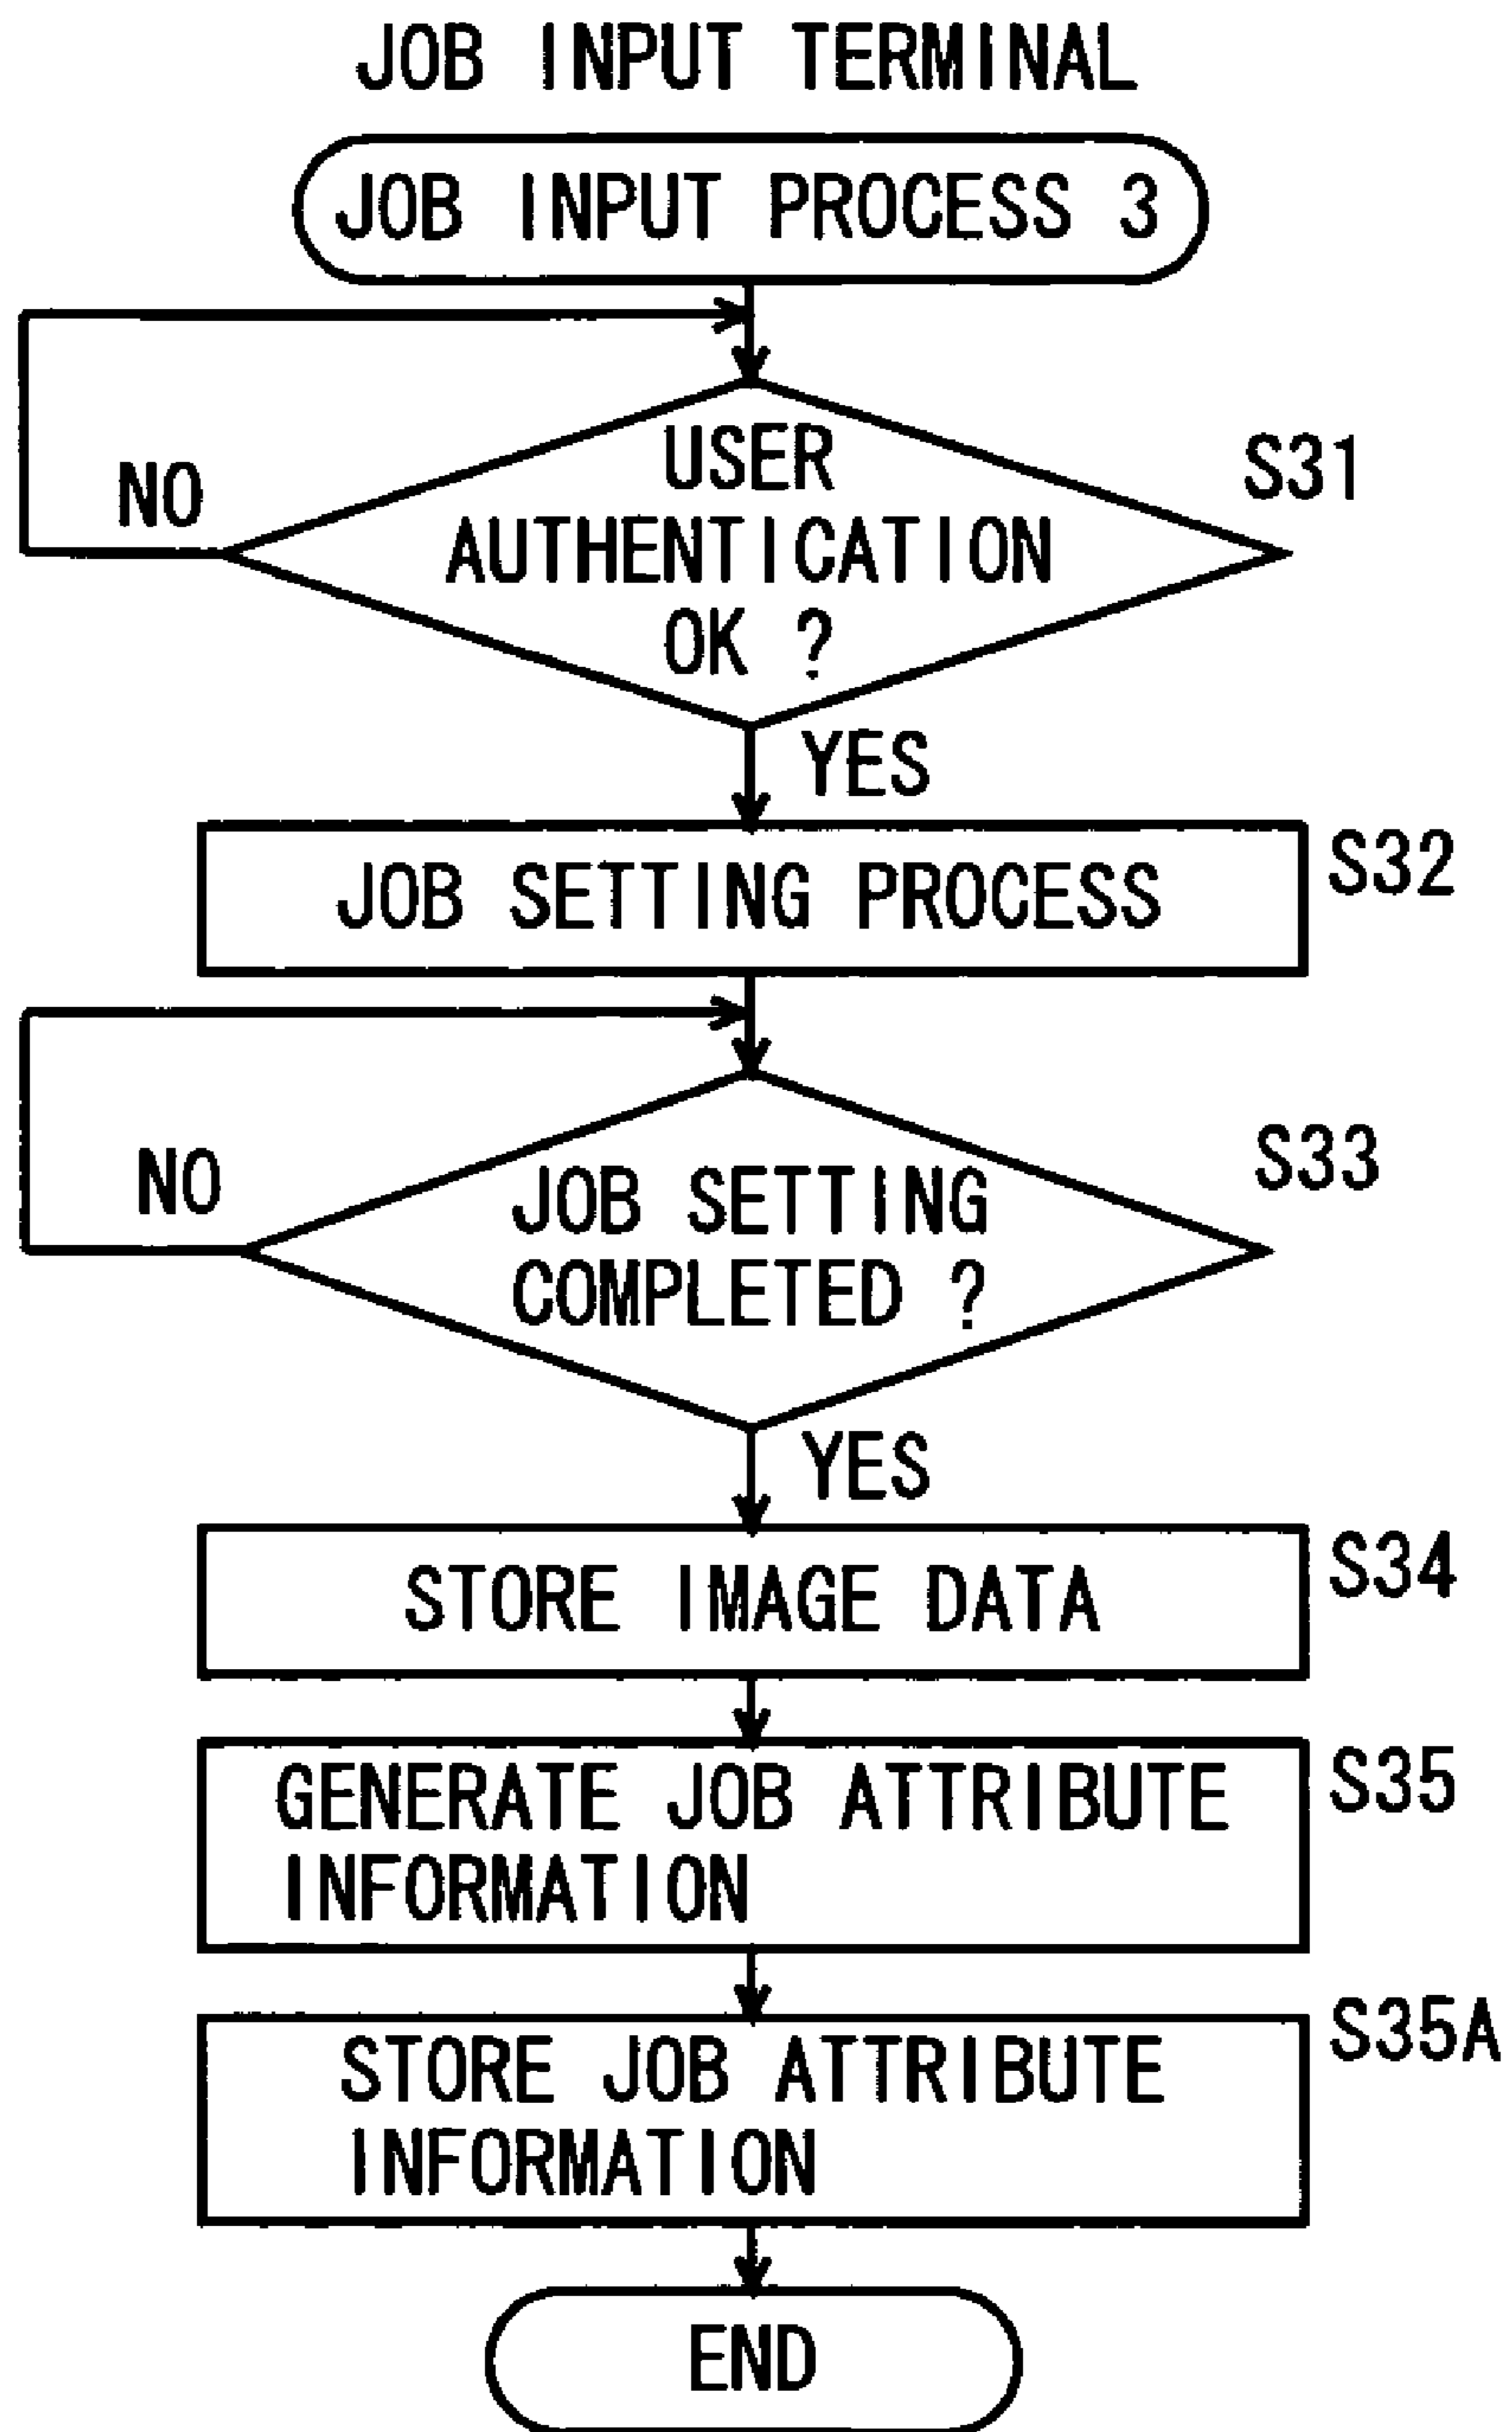 JOB INPUT TERMINAL
JOB INPUT PROCESS 3
USER
AUTHENTICATION
OK ?
S31
NO
YES
JOB SETTING PROCESS
S32
JOB SETTING
COMPLETED ?
S33
NO
YES
STORE IMAGE DATA
S34
GENERATE JOB ATTRIBUTE
INFORMATION
S35
STORE JOB ATTRIBUTE
INFORMATION
S35A
END